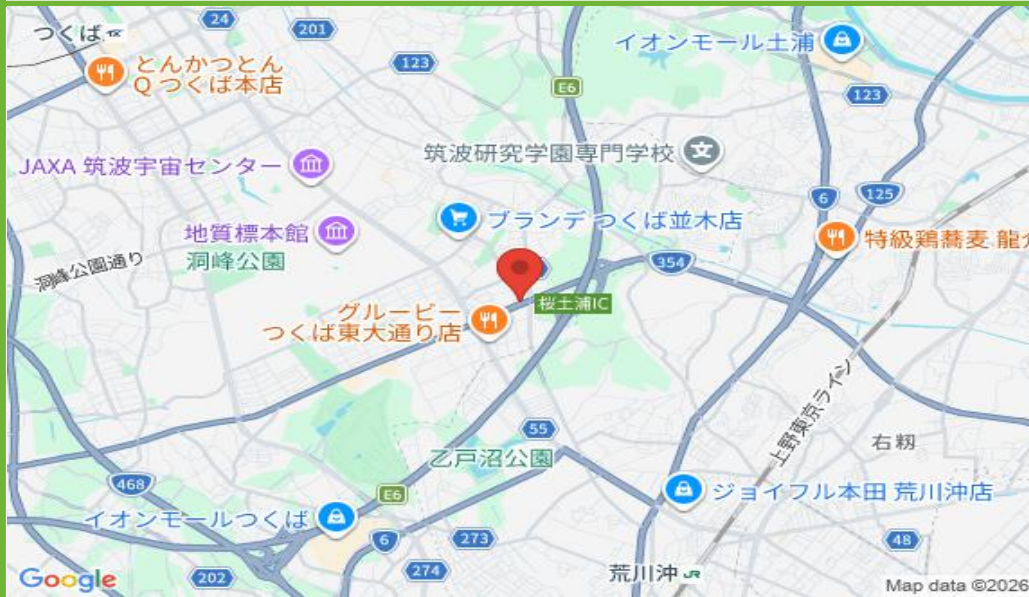 つくば
24
201
123
イオンモール土浦
とんかつとん
Q つくば本店
E6
123
JAXA 筑波宇宙センター
筑波研究学園専門学校
文
6
125
地質標本館
ブランデ つくば並木店
特級鶏蕎麦 龍介
洞峰公園通り
洞峰公園
354
グルービー
つくば東大通り店
桜土浦IC
上野東京ライン
55
乙戸沼公園
右籾
468
E6
ジョイフル本田 荒川沖店
イオンモールつくば
6
273
48
202
274
荒川沖 JR
Google
Map data ©2026